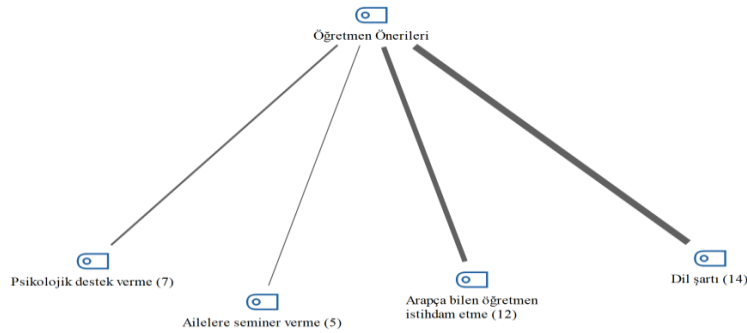 Öğretmen Önerileri
Psikolojik destek verme (7)
Ailelere seminer verme (5)
Arapça bilen öğretmen
istihdam etme (12)
Dil şartı (14)